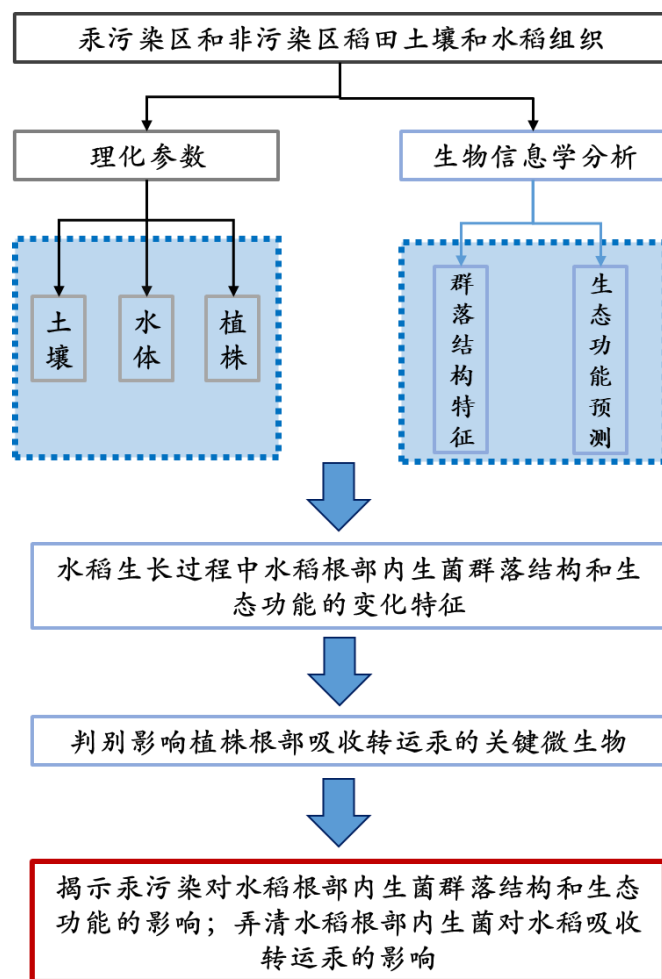 汞污染区和非污染区稻田土壤和水稻组织
理化参数
生物信息学分析
土壤
水体
植株
群落结构特征
生态功能预测
水稻生长过程中水稻根部内生菌群落结构和生
态功能的变化特征
判别影响植株根部吸收转运汞的关键微生物
揭示汞污染对水稻根部内生菌群落结构和生态
功能的影响；弄清水稻根部内生菌对水稻吸收
转运汞的影响